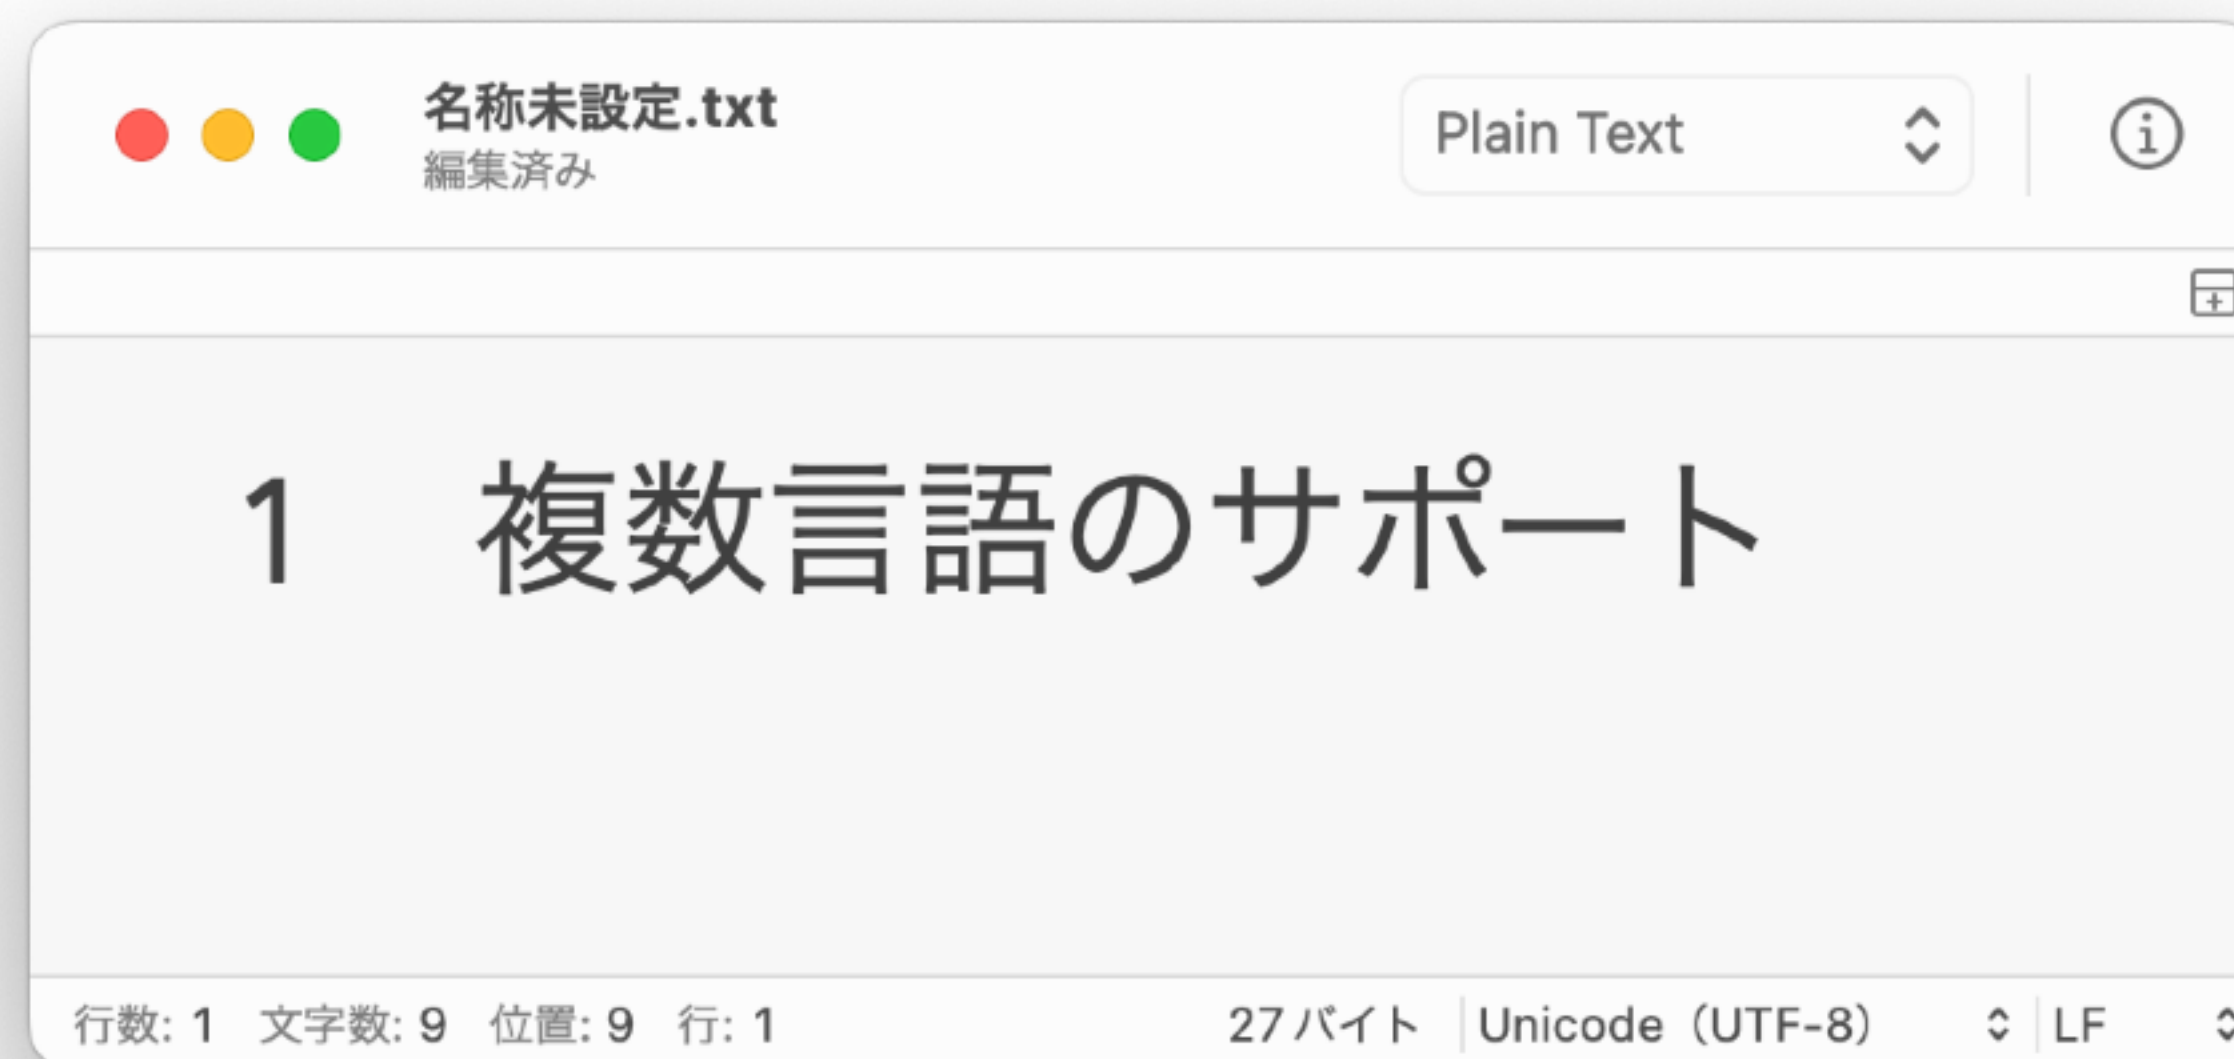 名称未設定.txt
編集済み
Plain Text
1 複数言語のサポート
行数: 1 文字数: 9 位置: 9 行: 1 27バイト Unicode（UTF-8） LF